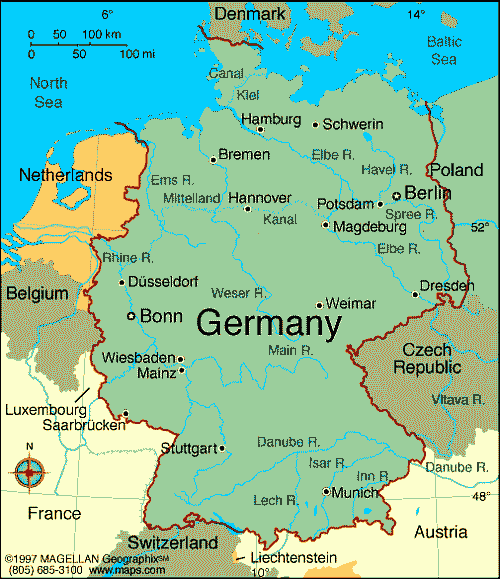 Denmark
6°
14°
0 50 100 km
0 50 100 mi
Baltic
Sea
North
Sea
Canal
Kiel
Hamburg
Schwerin
Bremen
Elbe R.
Havel R.
Poland
Netherlands
Ems R.
Mittelland
Hannover
Kanal
Potsdam
Berlin
Spree R.
Magdeburg
52°
Elbe R.
Rhine R.
Belgium
Düsseldorf
Weser R.
Dresden
Weimar
Bonn
Germany
Main R.
Czech
Republic
Wiesbaden
Mainz
Vltava R.
Luxembourg
Saarbrücken
Stuttgart
Danube R.
Isar R.
Inn R.
Danube R.
N
Lech R.
Munich
48°
France
Austria
Switzerland
Liechtenstein
10°
©1997 MAGELLAN Geographix℠
(805) 685-3100 www.maps.com